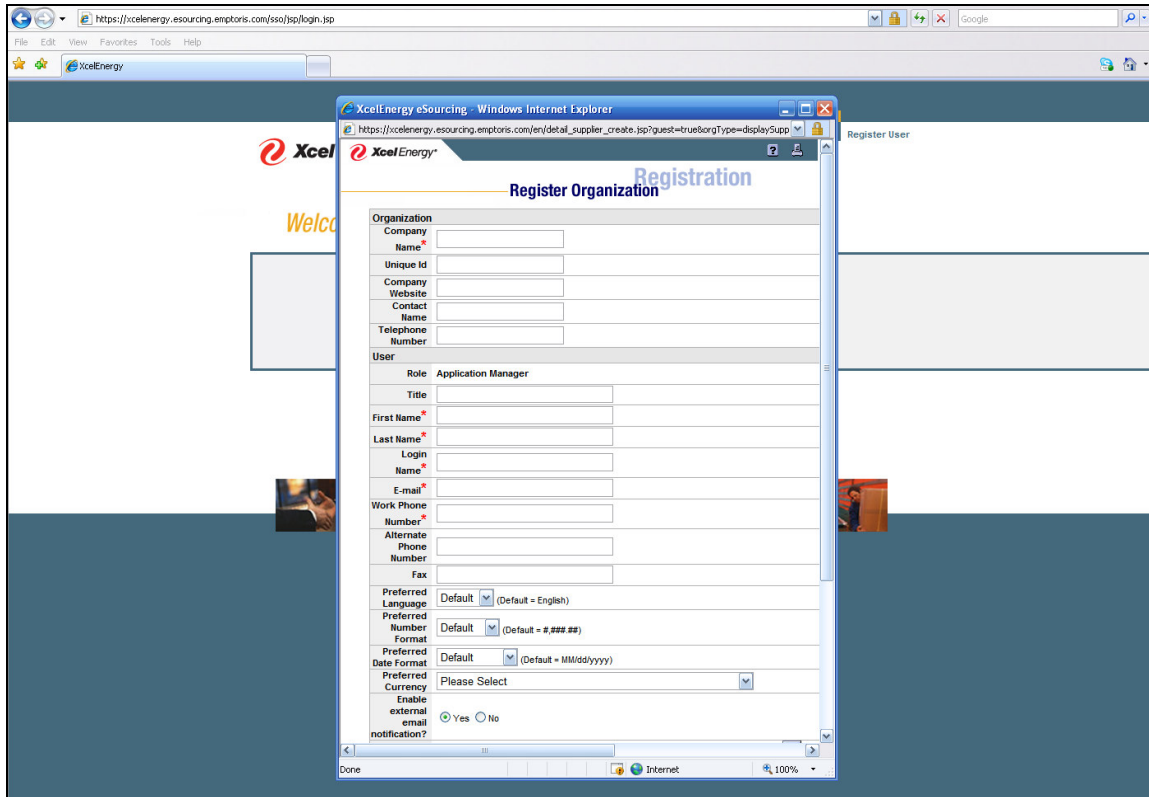 https://xcelenergy.esourcing.emptoris.com/sso/jsp/login.jsp
Google
File Edit View Favorites Tools Help
XcelEnergy
XcelEnergy eSourcing - Windows Internet Explorer
https://xcelenergy.esourcing.emptoris.com/en/detail_supplier_create.jsp?guest=true&orgType=displaySupp
Register User
Xcel
Xcel Energy
?
Registration
Register Organization
Welco
Organization
Company
Name*
Unique Id
Company
Website
Contact
Name
Telephone
Number
User
Role Application Manager
Title
First Name*
Last Name*
Login
Name*
E-mail*
Work Phone
Number*
Alternate
Phone
Number
Fax
Preferred
Language
Default (Default = English)
Preferred
Number
Format
Default (Default = #,###.##)
Preferred
Date Format
Default (Default = MM/dd/yyyy)
Preferred
Currency
Please Select
Enable
external
email
notification?
Yes No
Done Internet 100%